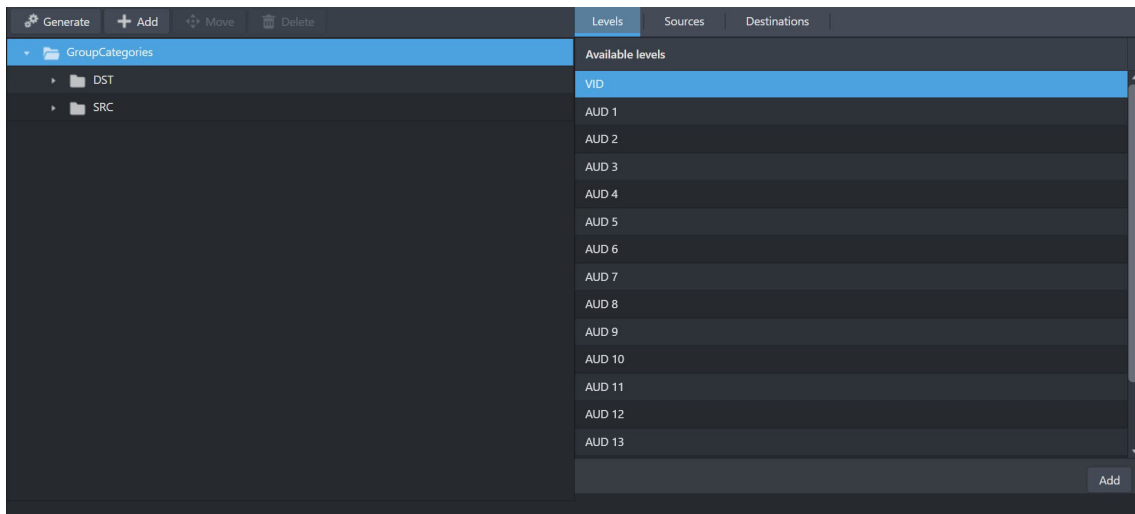 Generate Add Move Delete
GroupCategories
DST
SRC
Levels Sources Destinations
Available levels
VID
AUD 1
AUD 2
AUD 3
AUD 4
AUD 5
AUD 6
AUD 7
AUD 8
AUD 9
AUD 10
AUD 11
AUD 12
AUD 13
Add